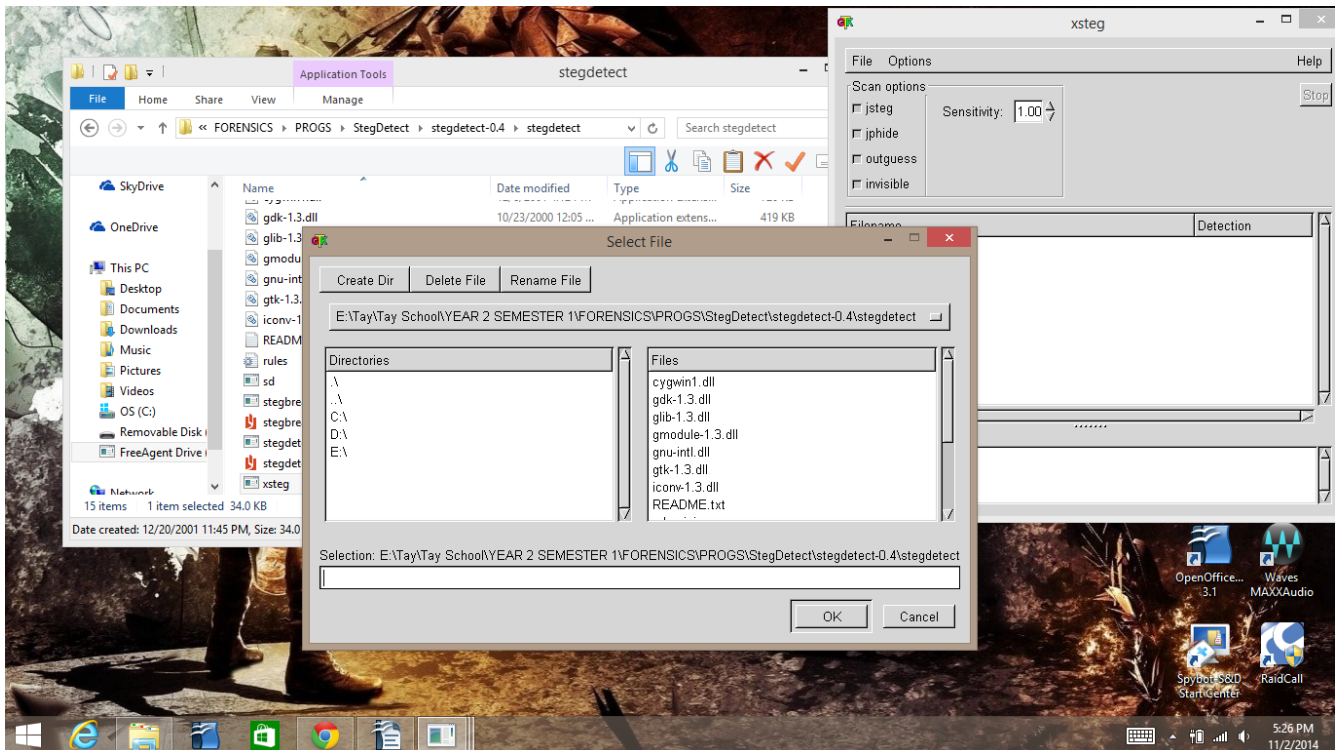 stegdetect
Application Tools
File Home Share View Manage
« FORENSICS PROGS StegDetect stegdetect-0.4 stegdetect
Search stegdetect
SkyDrive
OneDrive
This PC
Desktop
Documents
Downloads
Music
Pictures
Videos
OS (C:)
Removable Disk
FreeAgent Drive
Network
Name Date modified Type Size
gdk-1.3.dll 10/23/2000 12:05 ... Application extens... 419 KB
glib-1.3
gmodu
gnu-int
gtk-1.3.
iconv-1
READM
rules
sd
stegbre
stegbre
stegdet
stegdet
xsteg
15 items 1 item selected 34.0 KB
Date created: 12/20/2001 11:45 PM, Size: 34.0
xsteg
File Options Help
Scan options
jsteg
jphide
outguess
invisible
Sensitivity: 1.00
Stop
Filename Detection
Select File
Create Dir Delete File Rename File
E:\Tay\Tay School\YEAR 2 SEMESTER 1\FORENSICS\PROGS\StegDetect\stegdetect-0.4\stegdetect
Directories
.\
..\
C:\
D:\
E:\
Files
cygwin1.dll
gdk-1.3.dll
glib-1.3.dll
gmodule-1.3.dll
gnu-intl.dll
gtk-1.3.dll
iconv-1.3.dll
README.txt
Selection: E:\Tay\Tay School\YEAR 2 SEMESTER 1\FORENSICS\PROGS\StegDetect\stegdetect-0.4\stegdetect
OK Cancel
OpenOffice... 3.1
Waves MAXXAudio
Spybot-S&D Start Center
RaidCall
5:26 PM
11/2/2014